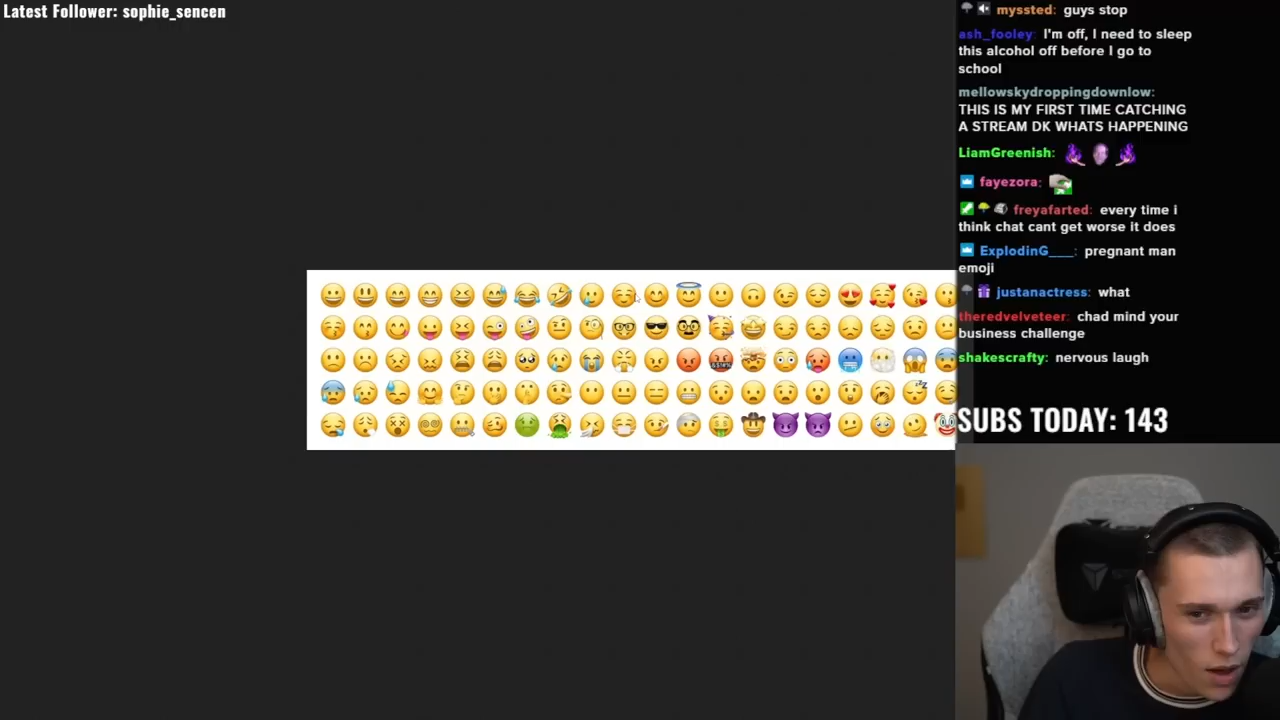 Latest Follower: sophie_sencen
myssted: guys stop
ash_fooley: I'm off, I need to sleep
this alcohol off before I go to
school
mellowskydroppingdownlow:
THIS IS MY FIRST TIME CATCHING
A STREAM DK WHATS HAPPENING
LiamGreenish:
fayezora:
freyafarted: every time i
think chat cant get worse it does
ExplodinG___: pregnant man
emoji
justanactress: what
theredvelveteer: chad mind your
business challenge
shakescrafty: nervous laugh
SUBS TODAY: 143